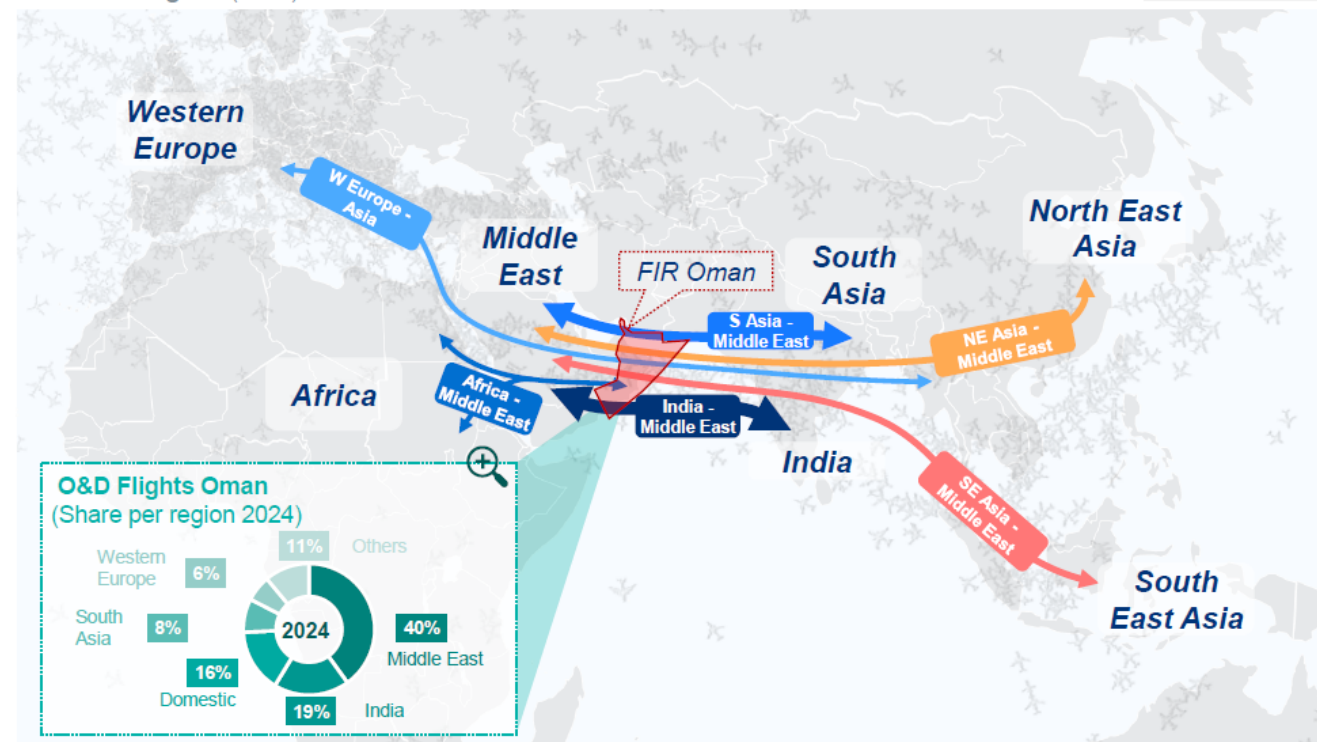 Western
Europe
W Europe -
Asia
Middle
East
FIR Oman
South
Asia
North East
Asia
S Asia -
Middle East
NE Asia -
Middle East
Africa
Africa -
Middle East
India -
Middle East
India
SE Asia -
Middle East
South
East Asia
O&D Flights Oman
(Share per region 2024)
11% Others
Western
Europe
6%
South
Asia
8%
2024
40%
Middle East
16%
Domestic
19% India